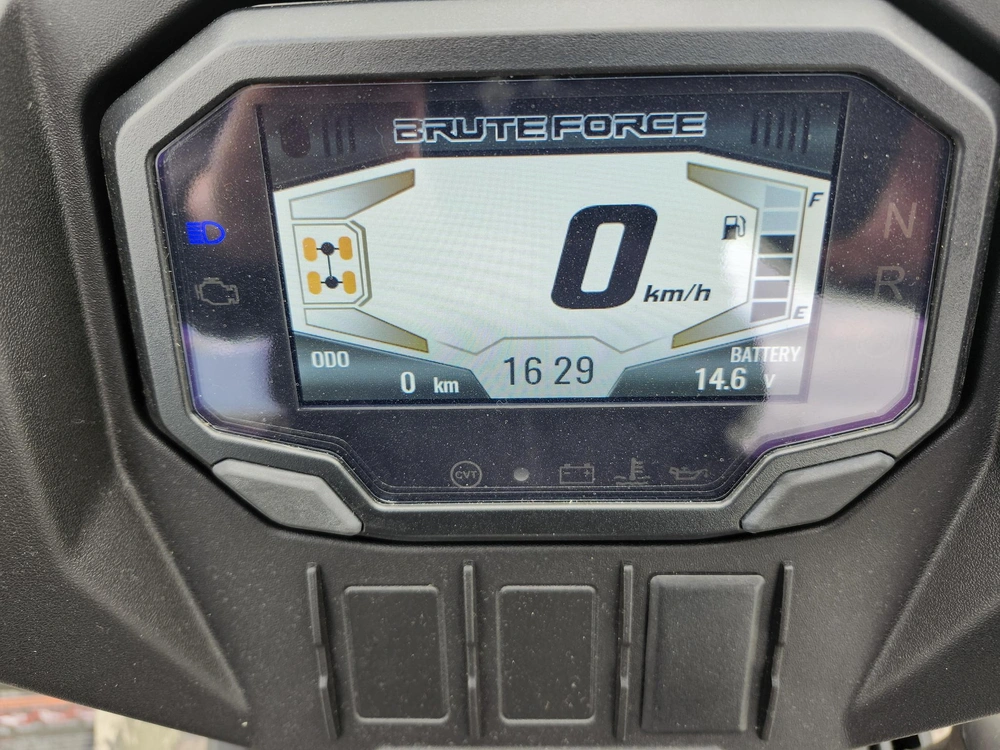 BRUTE FORCE
F
N
0 km/h
R
E
ODO
0 km
16 29
BATTERY
14.6 V
CVT